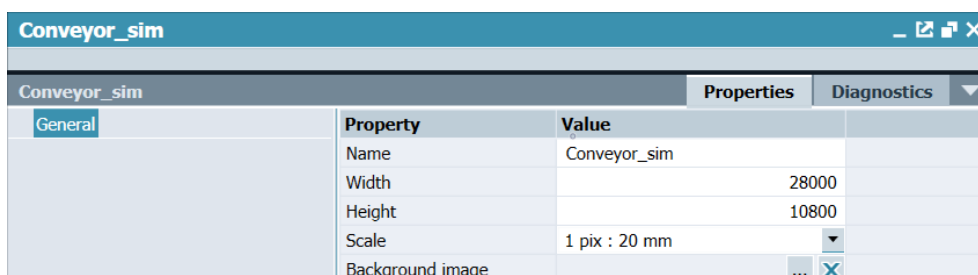 Conveyor_sim
Conveyor_sim Properties Diagnostics
General Property Value
Name Conveyor_sim
Width 28000
Height 10800
Scale 1 pix : 20 mm
Background image ...